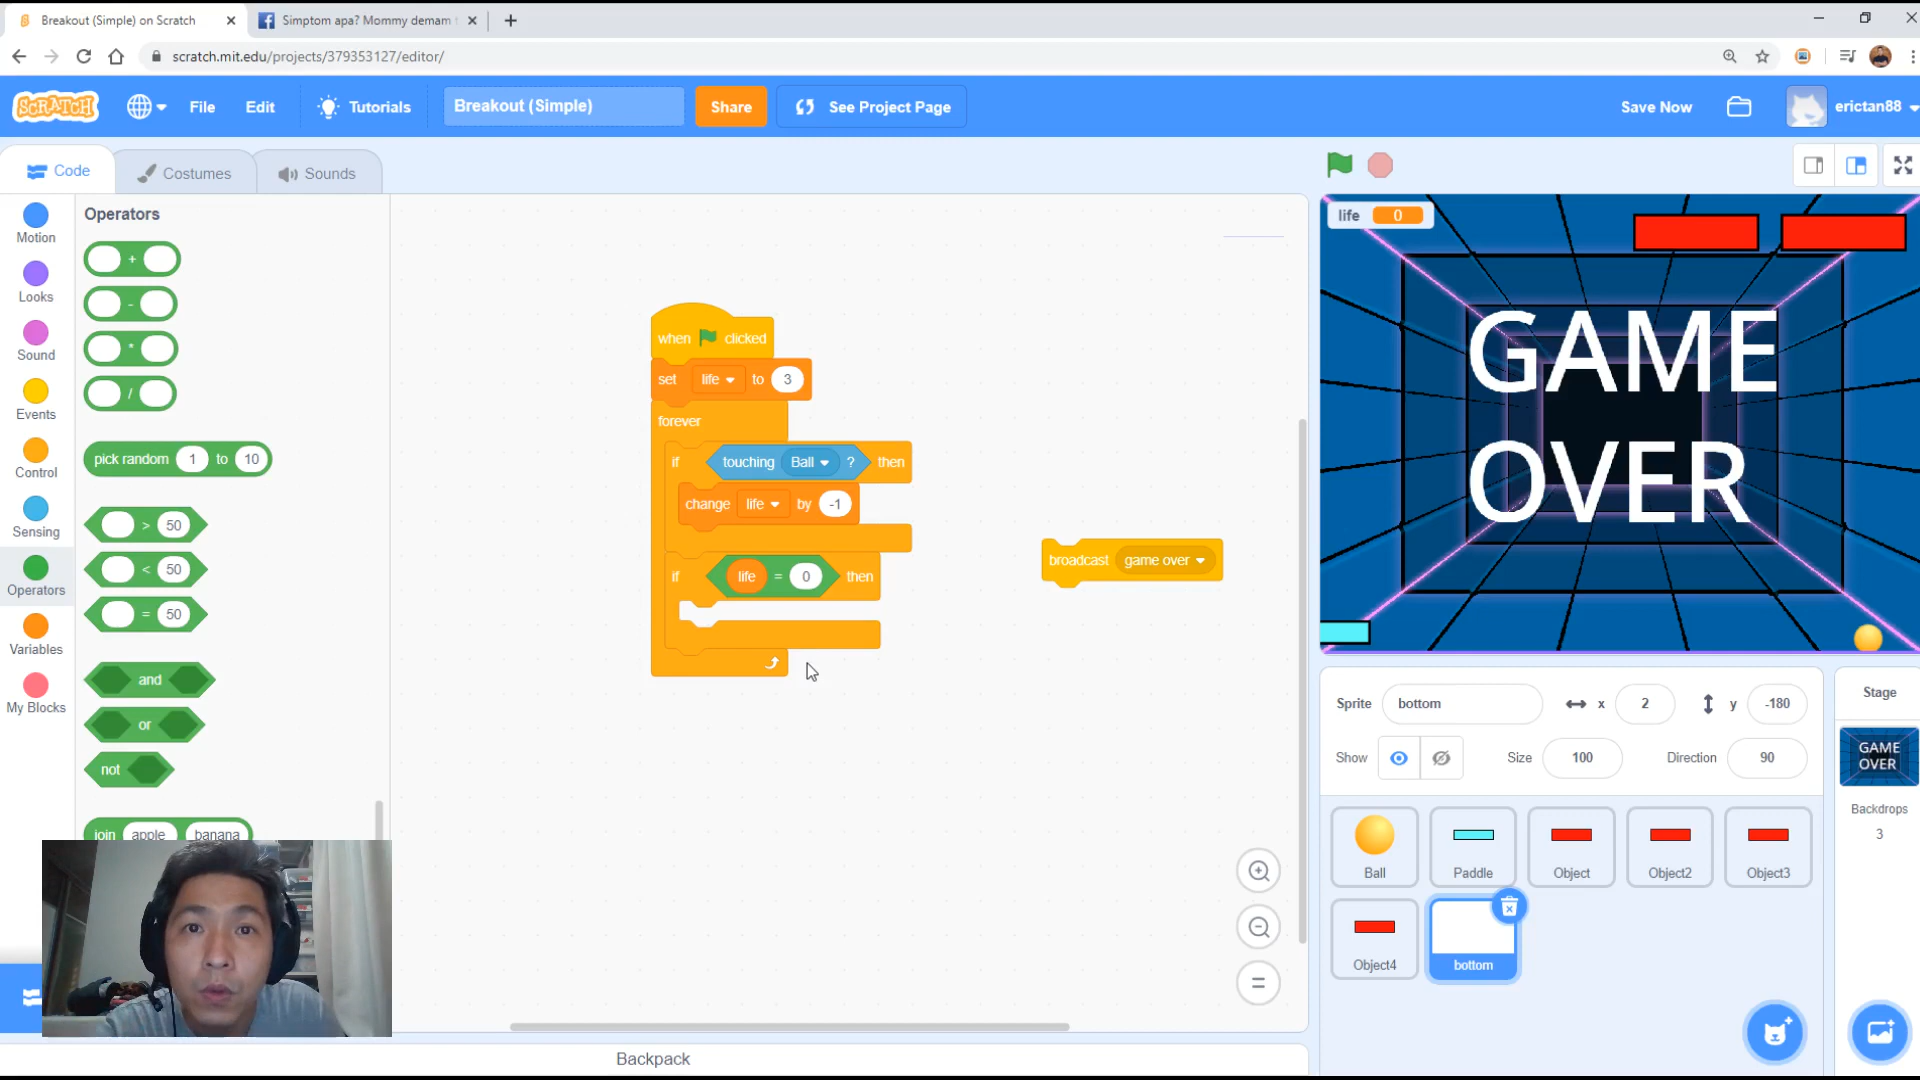 Breakout (Simple) on Scratch
Simptom apa? Mommy demam
scratch.mit.edu/projects/379353127/editor/
SCRATCH
File
Edit
Tutorials
Breakout (Simple)
Share
See Project Page
Save Now
erictan88
Code
Costumes
Sounds
Motion
Looks
Sound
Events
Control
Sensing
Operators
Variables
My Blocks
Operators
+
-
*
/
pick random 1 to 10
> 50
< 50
= 50
and
or
not
join apple banana
when clicked
set life to 3
forever
if touching Ball ? then
change life by -1
if life = 0 then
broadcast game over
life 0
GAME
OVER
Sprite bottom x 2 y -180
Show Size 100 Direction 90
Ball
Paddle
Object
Object2
Object3
Object4
bottom
Stage
GAME
OVER
Backdrops
3
Backpack